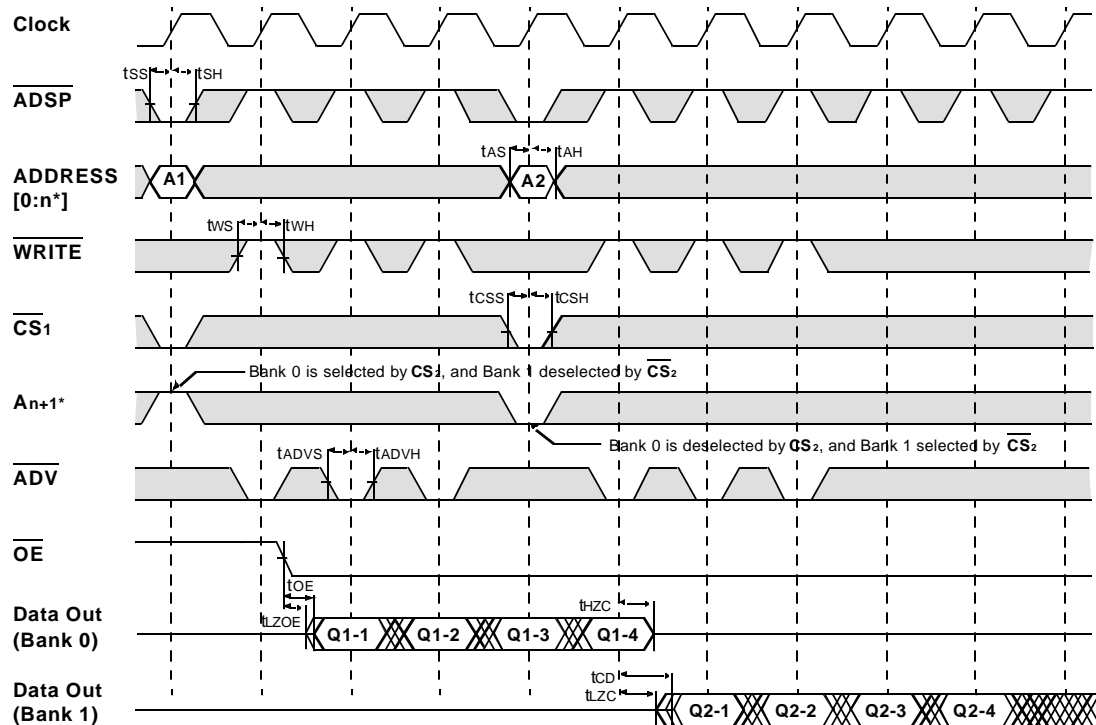 Clock
tSS tSH
ADSP
tAS tAH
ADDRESS
[0:n*]
A1 A2
tWS tWH
WRITE
tCSS tCSH
CS1
Bank 0 is selected by CS2, and Bank 1 deselected by CS2
An+1*
Bank 0 is deselected by CS2, and Bank 1 selected by CS2
tADVS tADVH
ADV
OE
tOE
tHZC
Data Out
(Bank 0)
tLZOE
Q1-1 Q1-2 Q1-3 Q1-4
tCD
tLZC
Data Out
(Bank 1)
Q2-1 Q2-2 Q2-3 Q2-4